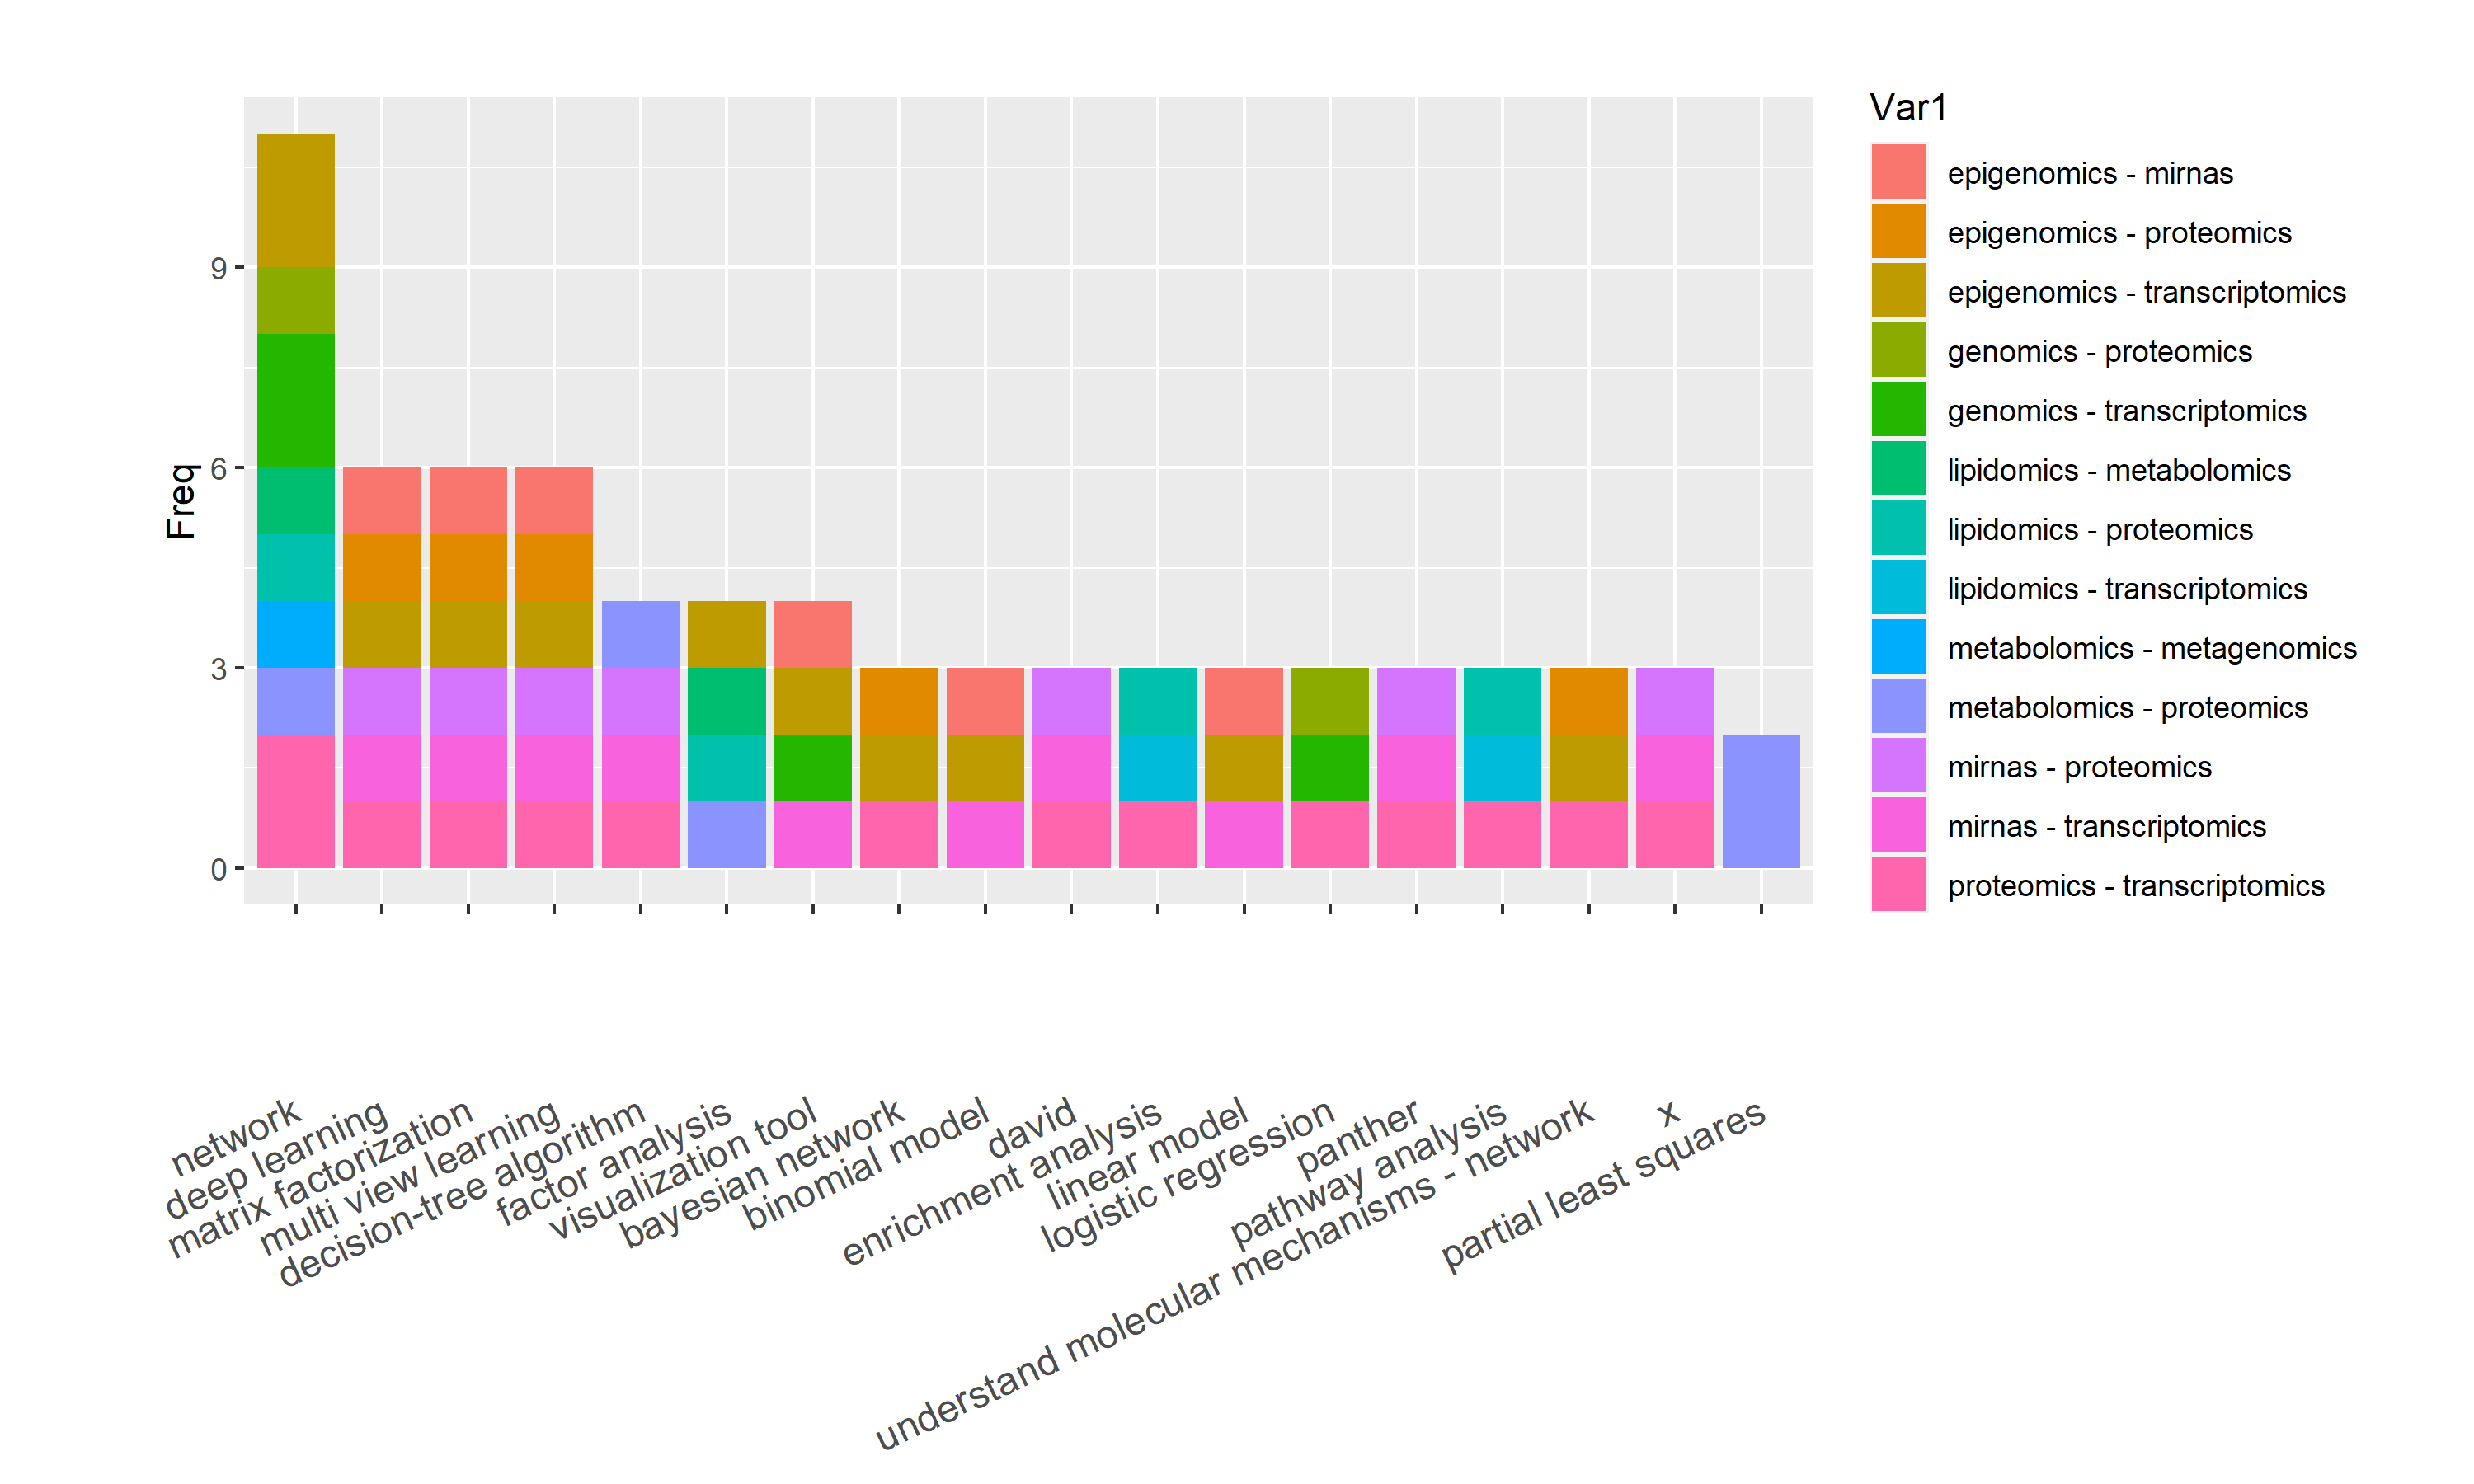 Var1
epigenomics - mirnas
epigenomics - proteomics
epigenomics - transcriptomics
genomics - proteomics
genomics - transcriptomics
lipidomics - metabolomics
lipidomics - proteomics
lipidomics - transcriptomics
metabolomics - metagenomics
metabolomics - proteomics
mirnas - proteomics
mirnas - transcriptomics
proteomics - transcriptomics
Freq
9
6
3
0
network
deep learning
matrix factorization
multi view learning
decision-tree algorithm
factor analysis
visualization tool
bayesian network
binomial model
david
enrichment analysis
linear model
logistic regression
panther
pathway analysis
understand molecular mechanisms - network
x
partial least squares